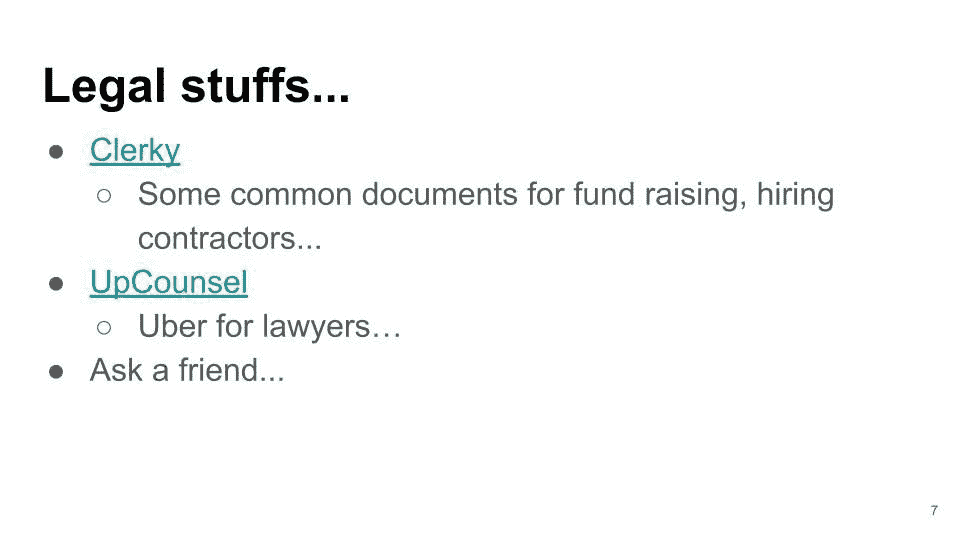 Legal stuffs...
● Clerky
○ Some common documents for fund raising, hiring
contractors...
● UpCounsel
○ Uber for lawyers…
● Ask a friend...
7